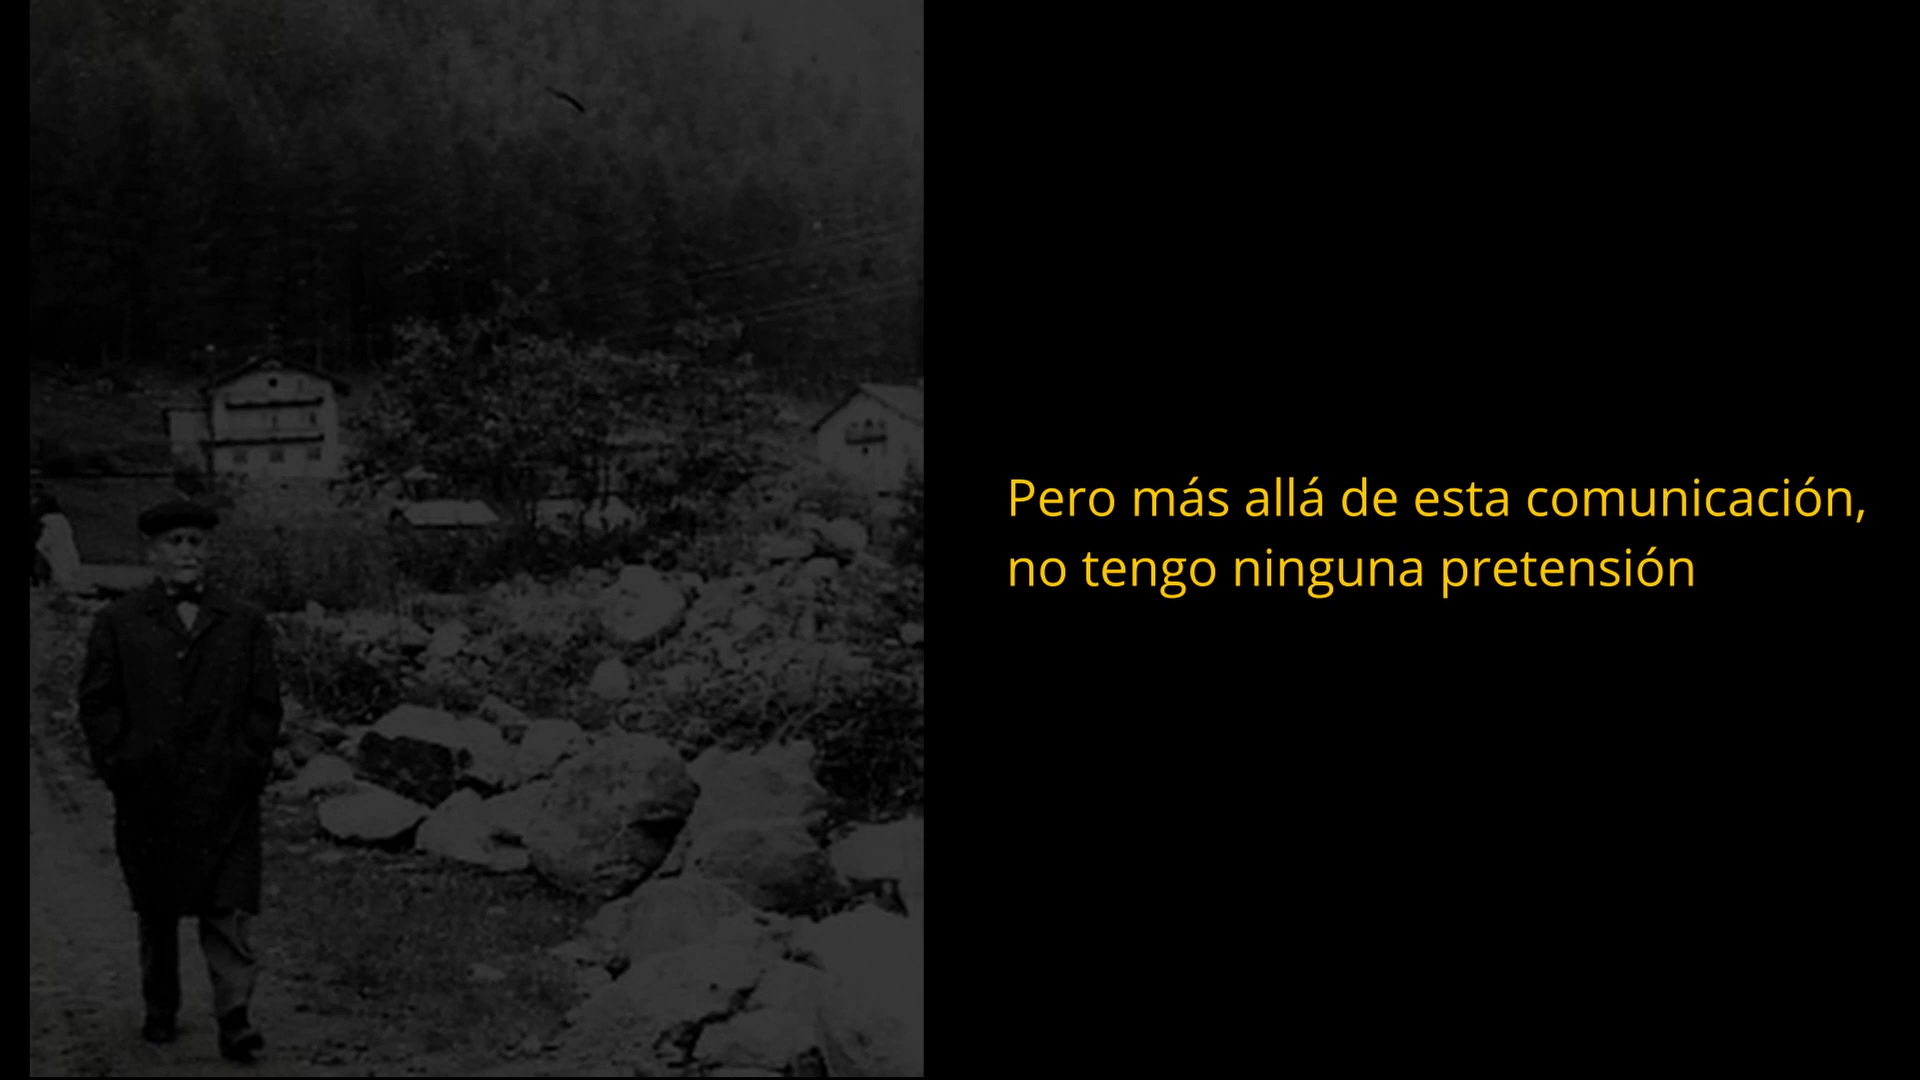 Pero más allá de esta comunicación,
no tengo ninguna pretensión